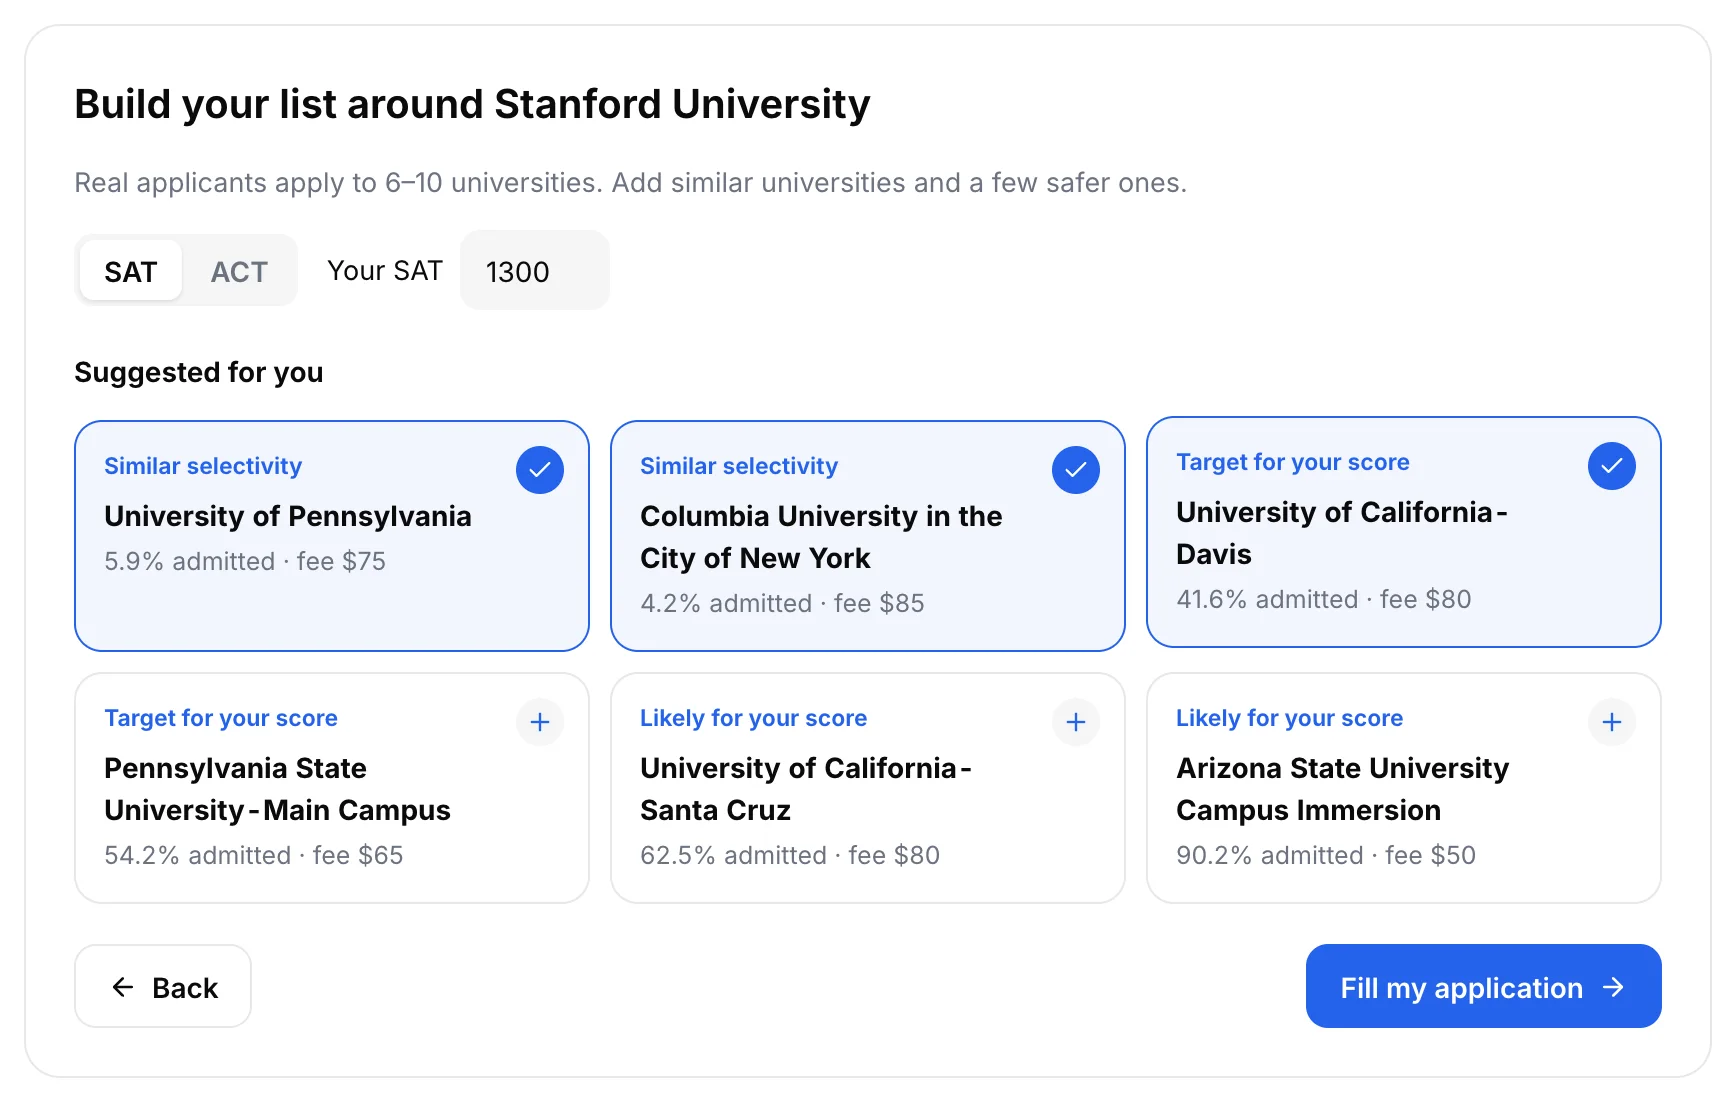 Build your list around Stanford University
Real applicants apply to 6–10 universities. Add similar universities and a few safer ones.
SAT ACT Your SAT 1300
Suggested for you
Similar selectivity
University of Pennsylvania
5.9% admitted · fee $75
Similar selectivity
Columbia University in the
City of New York
4.2% admitted · fee $85
Target for your score
University of California-
Davis
41.6% admitted · fee $80
Target for your score
Pennsylvania State
University-Main Campus
54.2% admitted · fee $65
Likely for your score
University of California-
Santa Cruz
62.5% admitted · fee $80
Likely for your score
Arizona State University
Campus Immersion
90.2% admitted · fee $50
← Back
Fill my application →